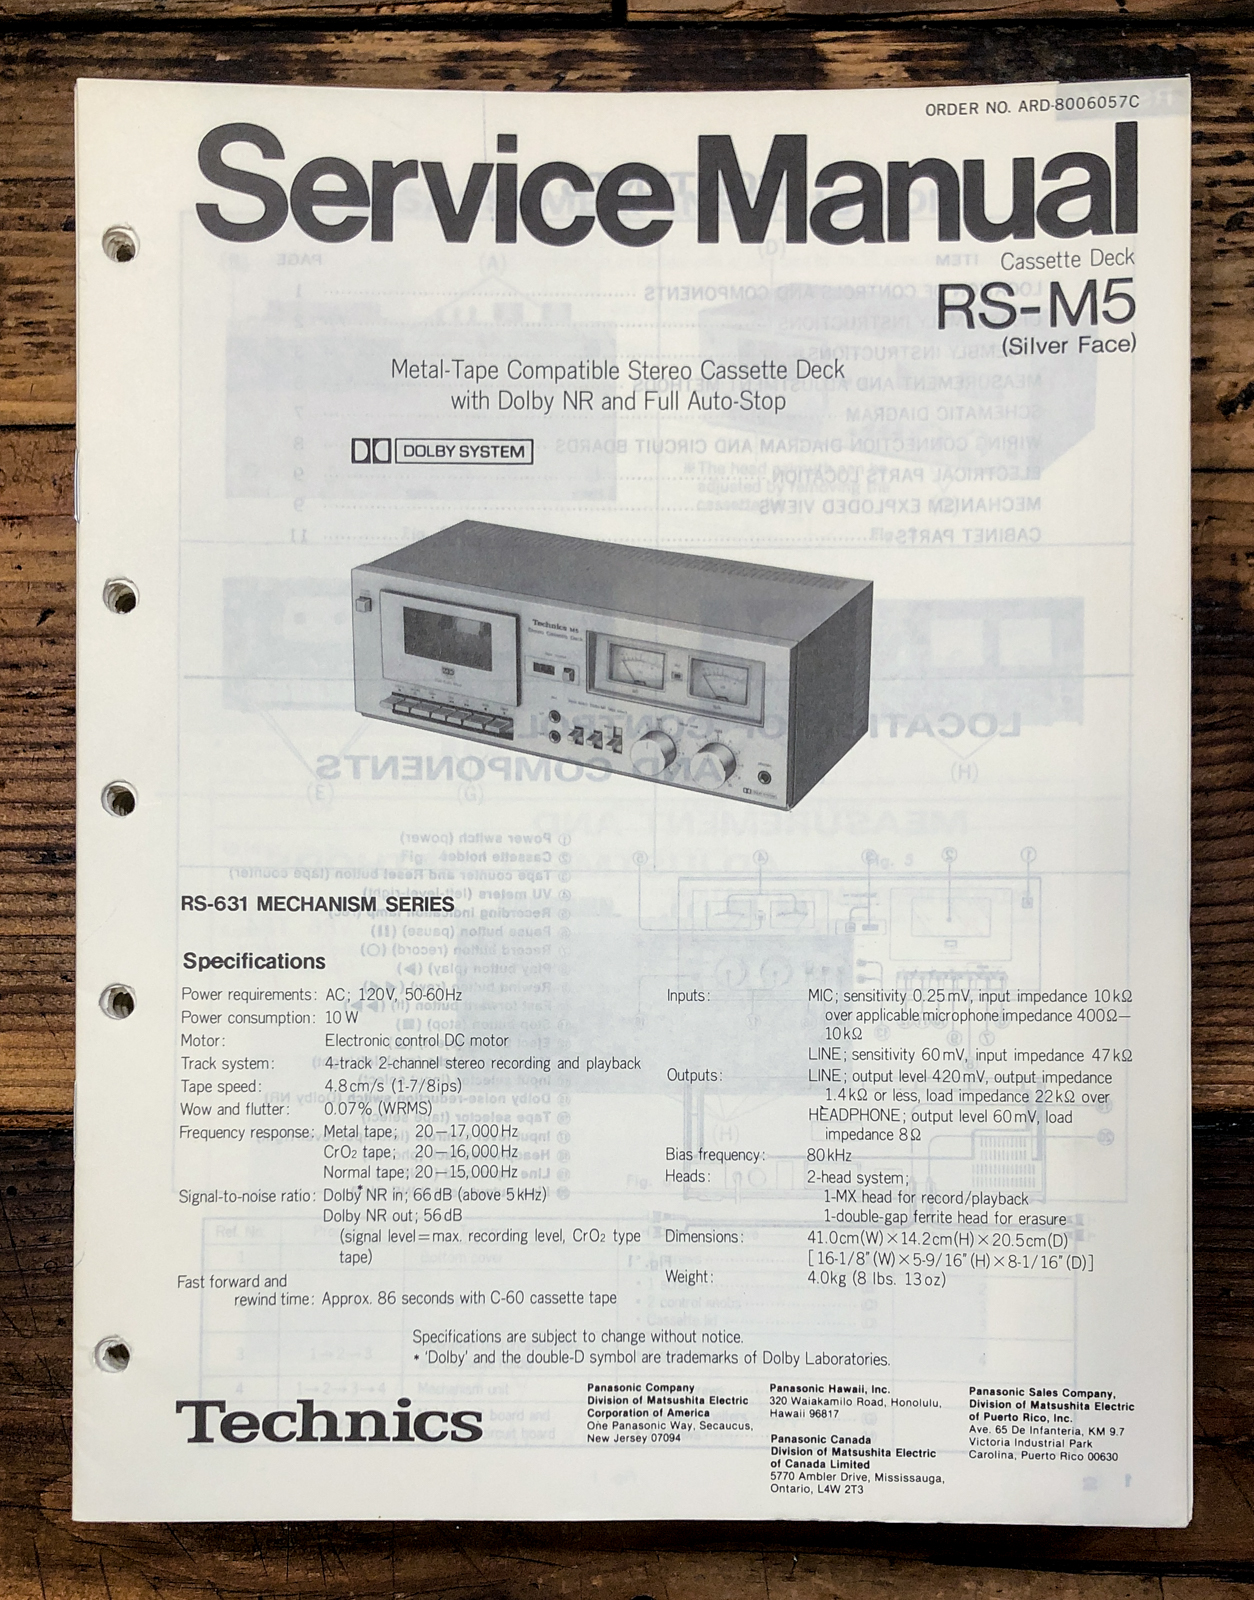 ORDER NO. ARD-8006057C
Service Manual
Cassette Deck
RS-M5
(Silver Face)
Metal-Tape Compatible Stereo Cassette Deck
with Dolby NR and Full Auto-Stop
DOLBY SYSTEM
Technics M5
RS-631 MECHANISM SERIES
Specifications
Power requirements: AC; 120V, 50-60Hz
Power consumption: 10W
Motor: Electronic control DC motor
Track system: 4-track 2-channel stereo recording and playback
Tape speed: 4.8cm/s (1-7/8ips)
Wow and flutter: 0.07% (WRMS)
Frequency response: Metal tape; 20–17,000Hz
CrO2 tape; 20–16,000Hz
Normal tape; 20–15,000Hz
Signal-to-noise ratio: Dolby* NR in; 66dB (above 5kHz)
Dolby NR out; 56dB
(signal level=max. recording level, CrO2 type
tape)
Fast forward and
rewind time: Approx. 86 seconds with C-60 cassette tape
Inputs: MIC; sensitivity 0.25mV, input impedance 10kΩ
over applicable microphone impedance 400Ω–
10kΩ
LINE; sensitivity 60mV, input impedance 47kΩ
Outputs: LINE; output level 420mV, output impedance
1.4kΩ or less, load impedance 22kΩ over
HEADPHONE; output level 60mV, load
impedance 8Ω
Bias frequency: 80kHz
Heads: 2-head system;
1-MX head for record/playback
1-double-gap ferrite head for erasure
Dimensions: 41.0cm(W)×14.2cm(H)×20.5cm(D)
[16-1/8"(W)×5-9/16"(H)×8-1/16"(D)]
Weight: 4.0kg (8 lbs. 13oz)
Specifications are subject to change without notice.
* 'Dolby' and the double-D symbol are trademarks of Dolby Laboratories.
Technics
Panasonic Company
Division of Matsushita Electric
Corporation of America
One Panasonic Way, Secaucus,
New Jersey 07094
Panasonic Hawaii, Inc.
320 Waiakamilo Road, Honolulu,
Hawaii 96817
Panasonic Canada
Division of Matsushita Electric
of Canada Limited
5770 Ambler Drive, Mississauga,
Ontario, L4W 2T3
Panasonic Sales Company,
Division of Matsushita Electric
of Puerto Rico, Inc.
Ave. 65 De Infanteria, KM 9.7
Victoria Industrial Park
Carolina, Puerto Rico 00630